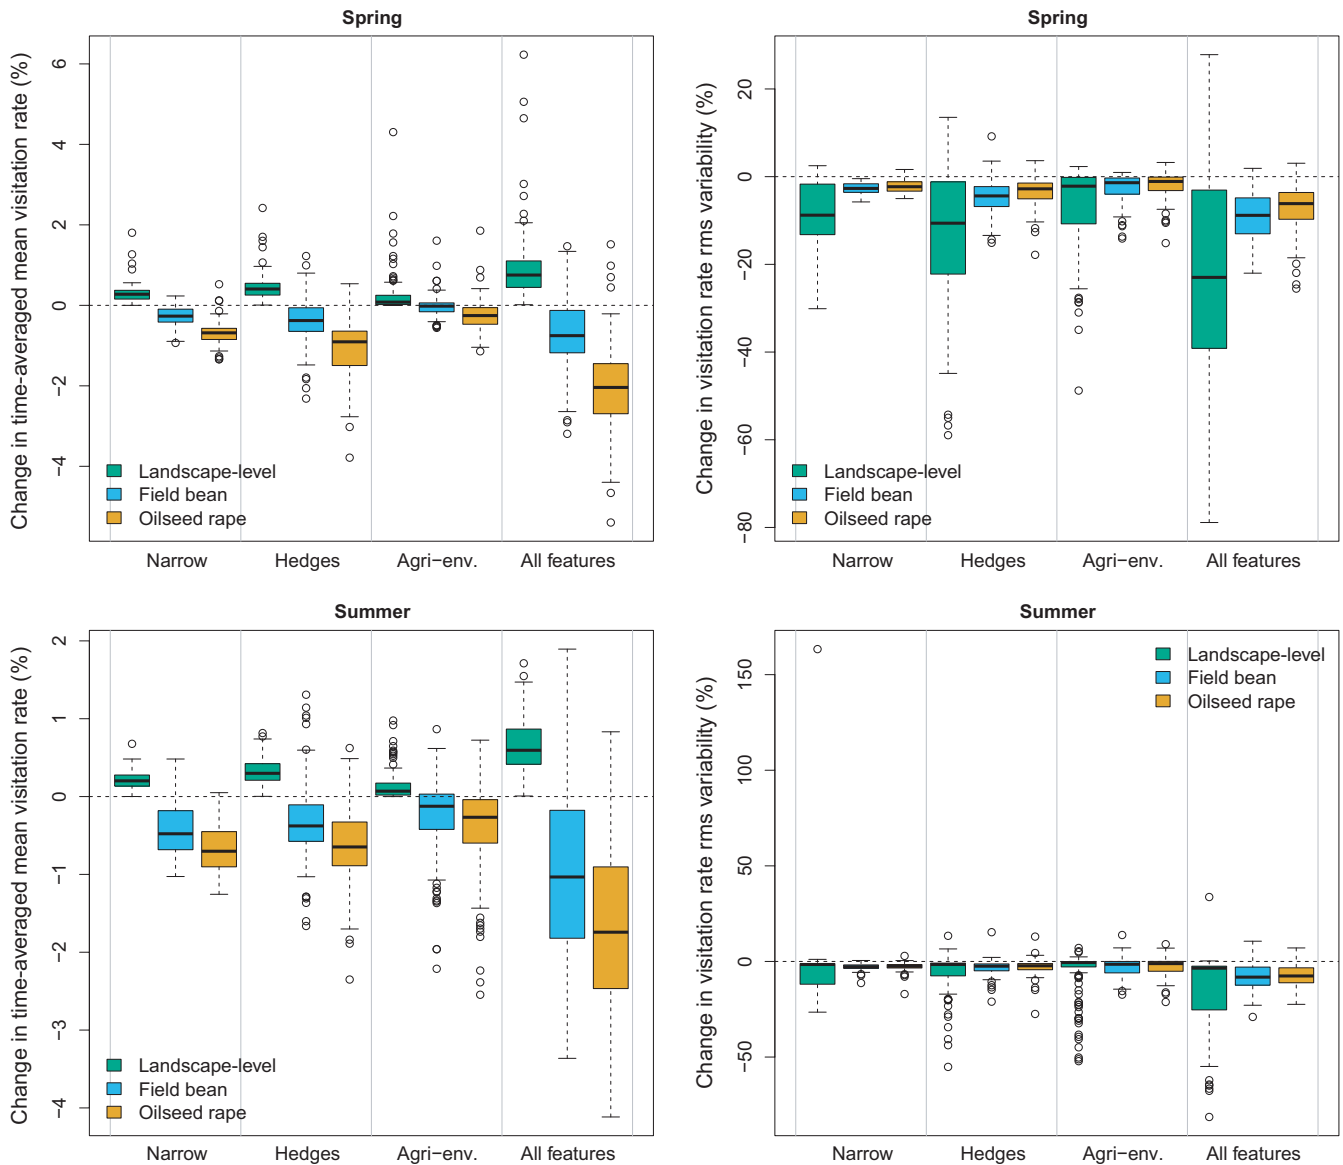 Spring
Change in time-averaged mean visitation rate (%)
6
4
2
0
−2
−4
Landscape-level
Field bean
Oilseed rape
Narrow Hedges Agri−env. All features
Spring
Change in visitation rate rms variability (%)
20
0
−20
−40
−60
−80
Landscape-level
Field bean
Oilseed rape
Narrow Hedges Agri−env. All features
Summer
Change in time-averaged mean visitation rate (%)
2
1
0
−1
−2
−3
−4
Landscape-level
Field bean
Oilseed rape
Narrow Hedges Agri−env. All features
Summer
Change in visitation rate rms variability (%)
150
100
50
0
−50
Landscape-level
Field bean
Oilseed rape
Narrow Hedges Agri−env. All features